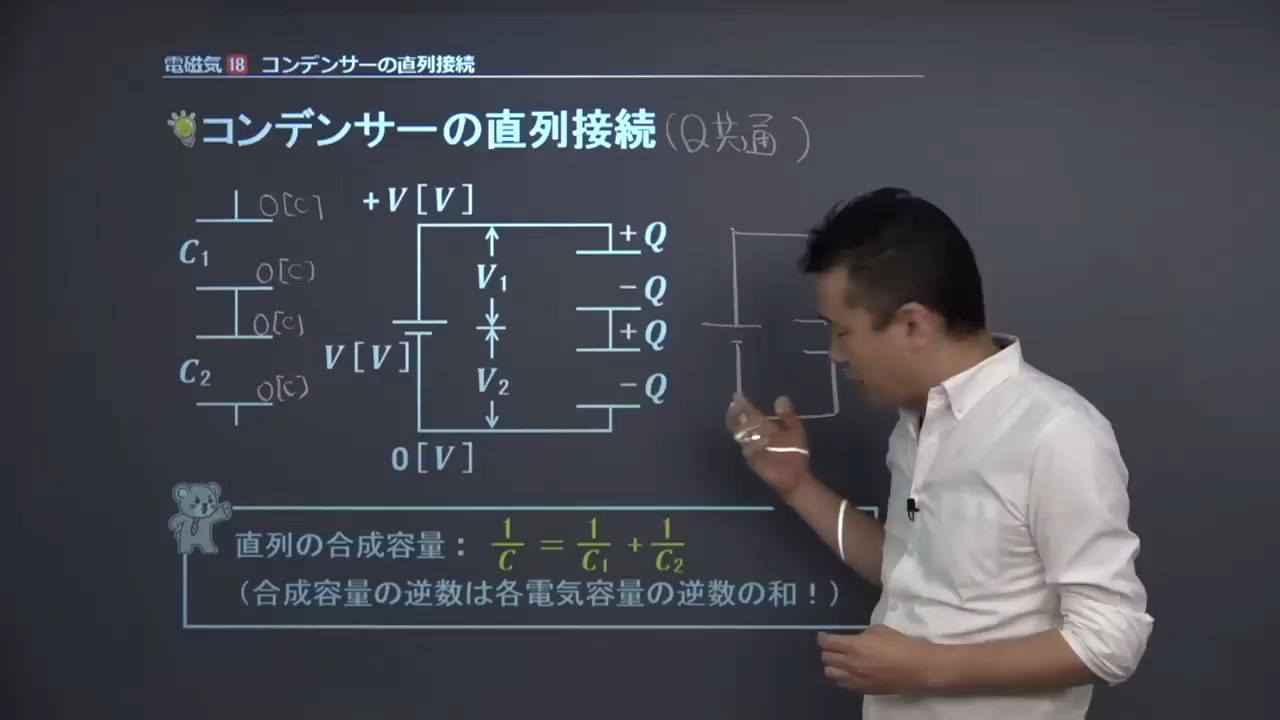 電磁気 18 コンデンサーの直列接続
コンデンサーの直列接続(Q共通)
0[C]
C1
0[C]
0[C]
C2
0[C]
+V[V]
V1
V[V]
V2
0[V]
+Q
−Q
+Q
−Q
直列の合成容量: 1/C = 1/C1 + 1/C2
(合成容量の逆数は各電気容量の逆数の和!)